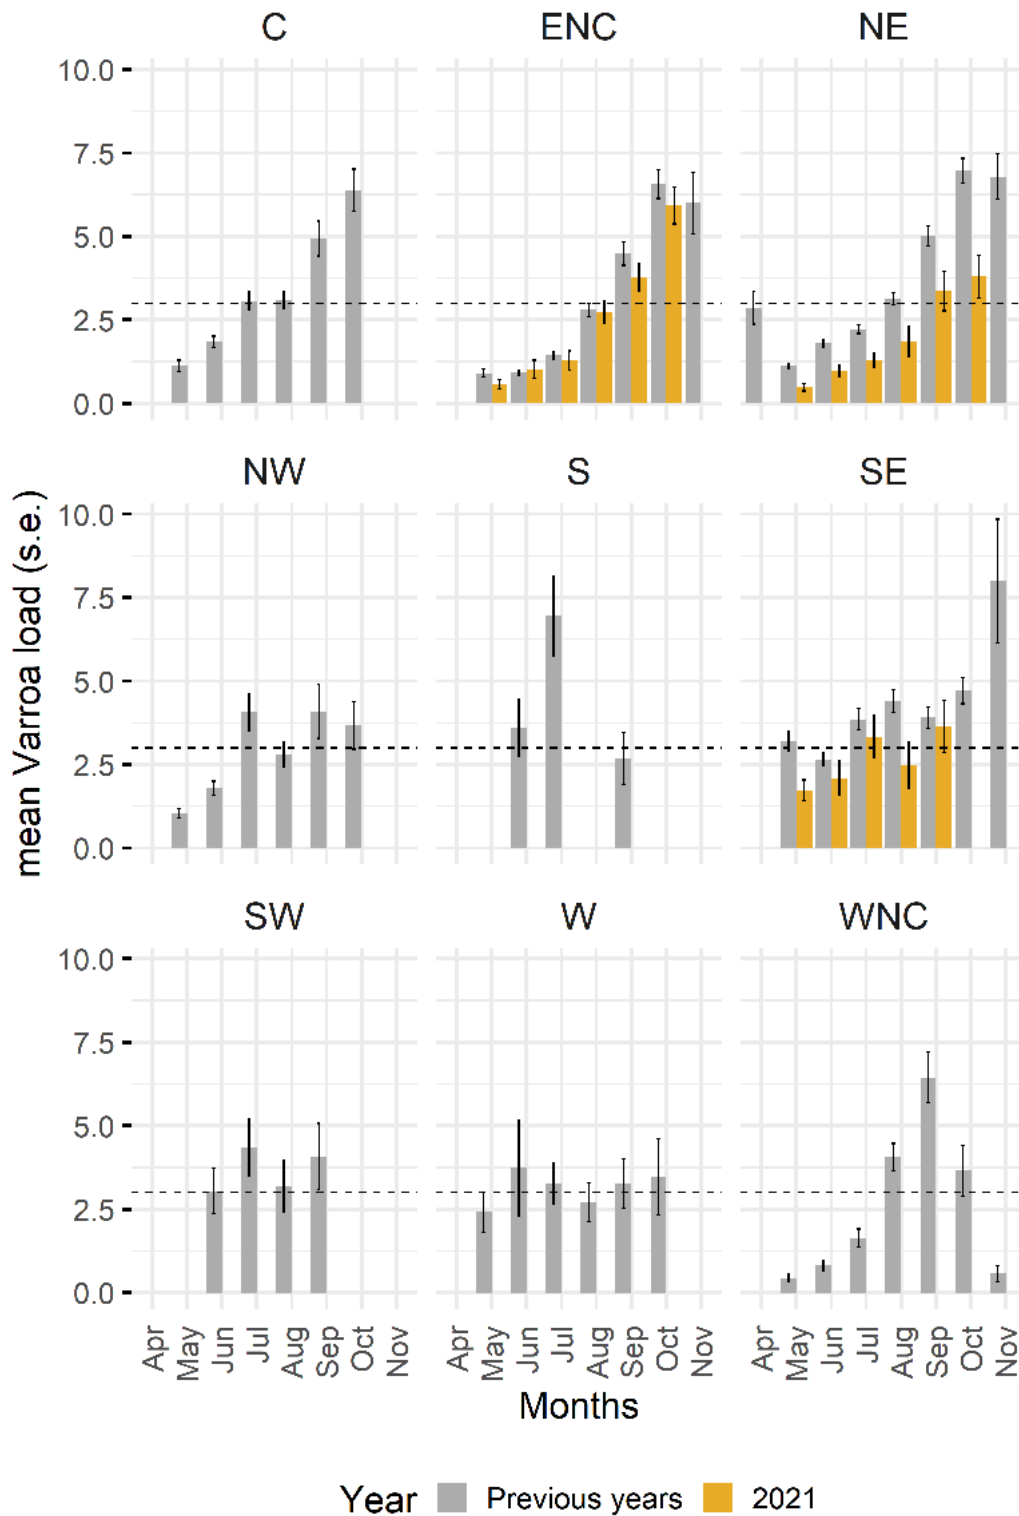 C ENC NE
10.0
7.5
5.0
2.5
0.0
NW S SE
10.0
7.5
5.0
2.5
0.0
mean Varroa load (s.e.)
SW W WNC
10.0
7.5
5.0
2.5
0.0
Apr May Jun Jul Aug Sep Oct Nov Apr May Jun Jul Aug Sep Oct Nov Apr May Jun Jul Aug Sep Oct Nov
Months
Year Previous years 2021